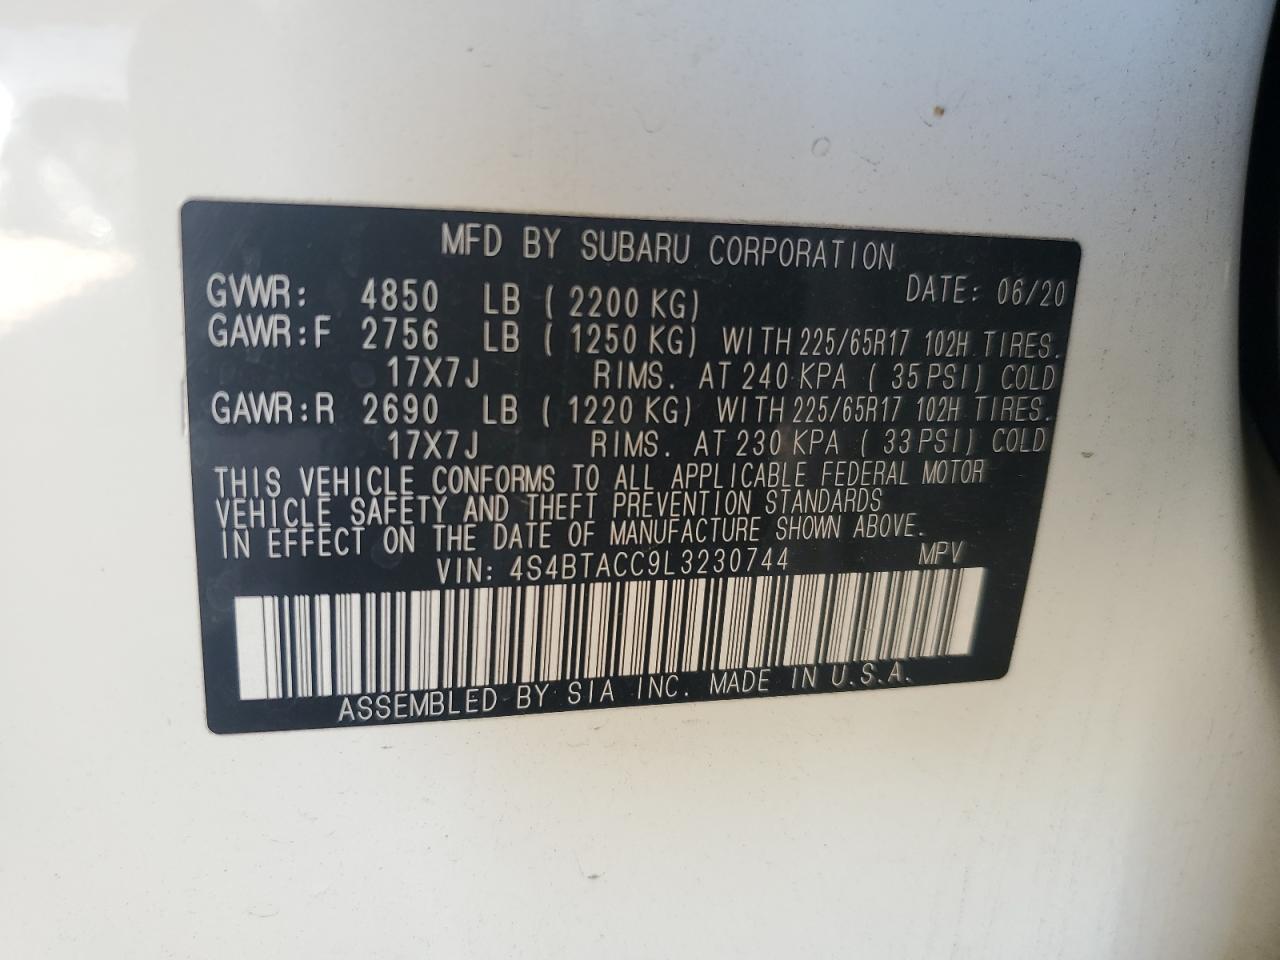 MFD BY SUBARU CORPORATION
DATE: 06/20
GVWR: 4850 LB ( 2200 KG)
GAWR:F 2756 LB ( 1250 KG) WITH 225/65R17 102H TIRES.
17X7J RIMS. AT 240 KPA ( 35 PSI) COLD
GAWR:R 2690 LB ( 1220 KG) WITH 225/65R17 102H TIRES.
17X7J RIMS. AT 230 KPA ( 33 PSI) COLD
THIS VEHICLE CONFORMS TO ALL APPLICABLE FEDERAL MOTOR
VEHICLE SAFETY AND THEFT PREVENTION STANDARDS
IN EFFECT ON THE DATE OF MANUFACTURE SHOWN ABOVE.
VIN: 4S4BTACC9L3230744 MPV
ASSEMBLED BY SIA INC. MADE IN U.S.A.